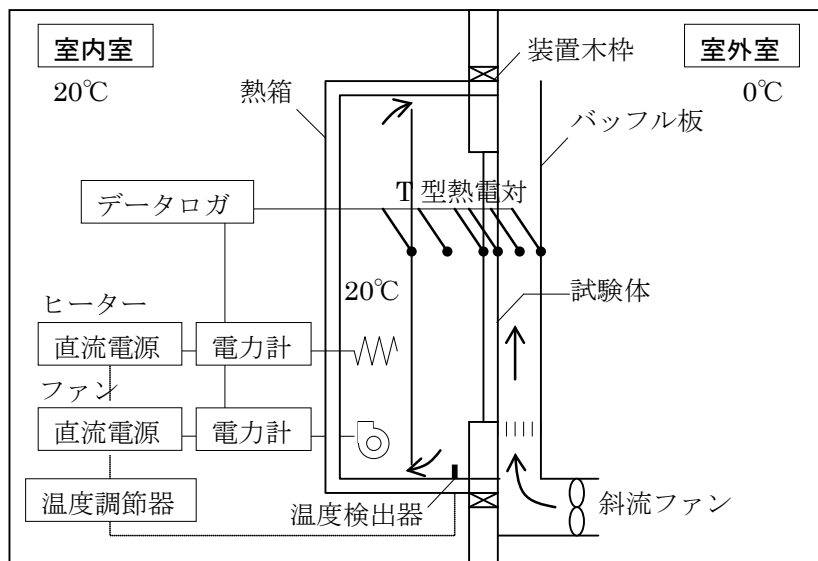 室内室
20℃
装置木枠
室外室
0℃
熱箱
バッフル板
T型熱電対
データロガ
20℃
試験体
ヒーター
直流電源
電力計
ファン
直流電源
電力計
温度調節器
温度検出器
斜流ファン